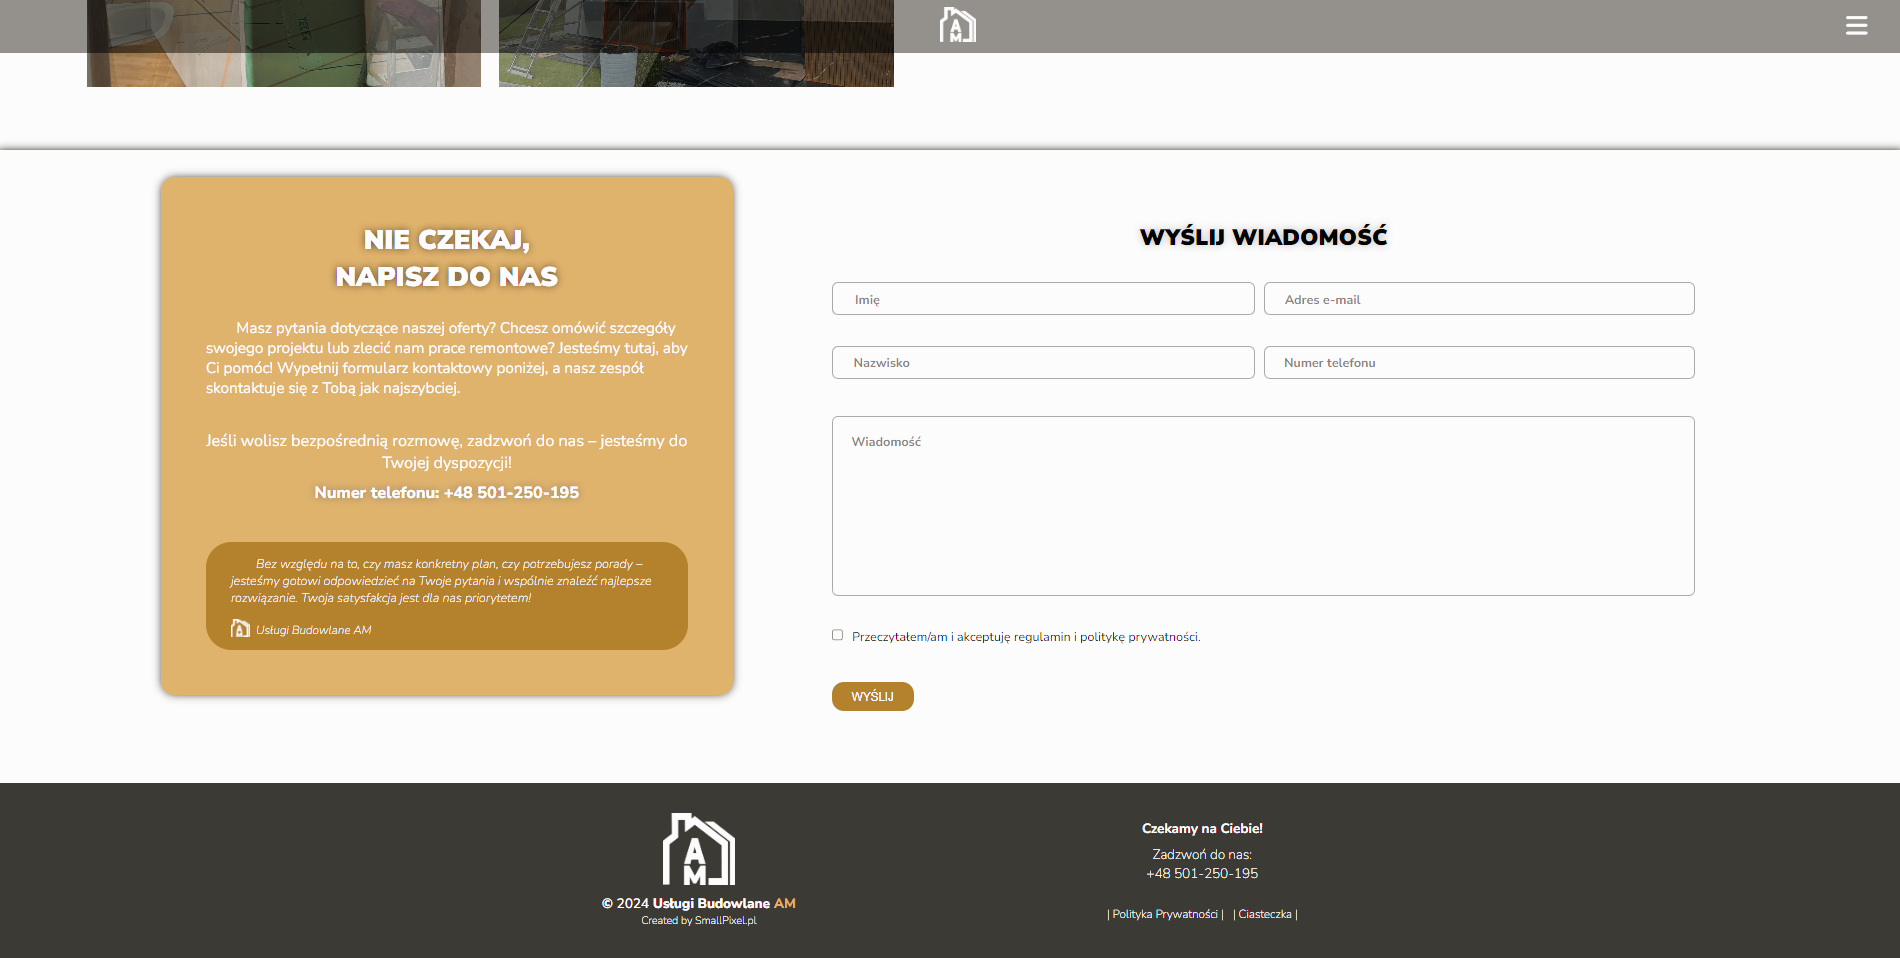 AM
NIE CZEKAJ,
NAPISZ DO NAS
Masz pytania dotyczące naszej oferty? Chcesz omówić szczegóły
swojego projektu lub zlecić nam prace remontowe? Jesteśmy tutaj, aby
Ci pomóc! Wypełnij formularz kontaktowy poniżej, a nasz zespół
skontaktuje się z Tobą jak najszybciej.
Jeśli wolisz bezpośrednią rozmowę, zadzwoń do nas – jesteśmy do
Twojej dyspozycji!
Numer telefonu: +48 501-250-195
Bez względu na to, czy masz konkretny plan, czy potrzebujesz porady –
jesteśmy gotowi odpowiedzieć na Twoje pytania i wspólnie znaleźć najlepsze
rozwiązanie. Twoja satysfakcja jest dla nas priorytetem!
Usługi Budowlane AM
WYŚLIJ WIADOMOŚĆ
Imię
Adres e-mail
Nazwisko
Numer telefonu
Wiadomość
Przeczytałem/am i akceptuję regulamin i politykę prywatności.
WYŚLIJ
AM
© 2024 Usługi Budowlane AM
Created by SmallPixel.pl
Czekamy na Ciebie!
Zadzwoń do nas:
+48 501-250-195
| Polityka Prywatności | | Ciasteczka |